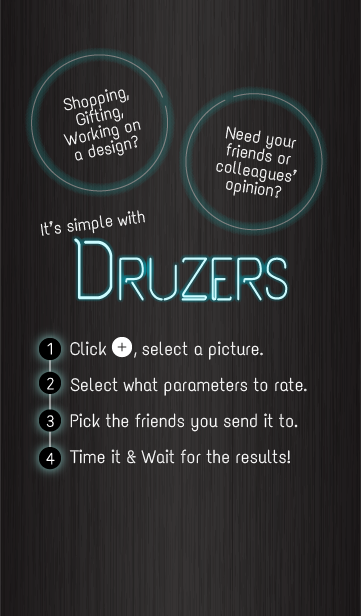 Shopping,
Gifting,
Working on
a design?
Need your
friends or
colleagues'
opinion?
It's simple with
DRUZERS
1 Click +, select a picture.
2 Select what parameters to rate.
3 Pick the friends you send it to.
4 Time it & Wait for the results!